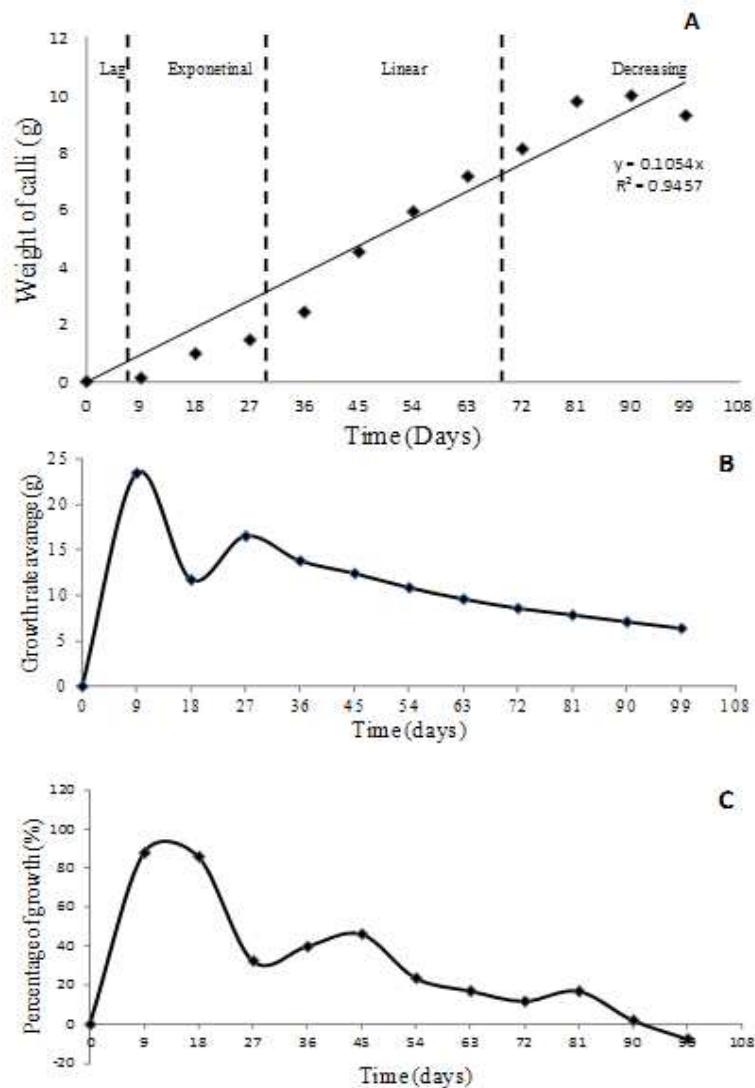 A
12
10
8
6
4
2
0
Lag
Exponetinal
Linear
Decreasing
y = 0.1054x
R² = 0.9457
Weight of calli (g)
0 9 18 27 36 45 54 63 72 81 90 99 108
Time (Days)
B
25
20
15
10
5
0
Growth rate avarege (g)
0 9 18 27 36 45 54 63 72 81 90 99 108
Time (days)
C
120
100
80
60
40
20
0
-20
Percentage of growth (%)
0 9 18 27 36 45 54 63 72 81 90 99 108
Time (days)